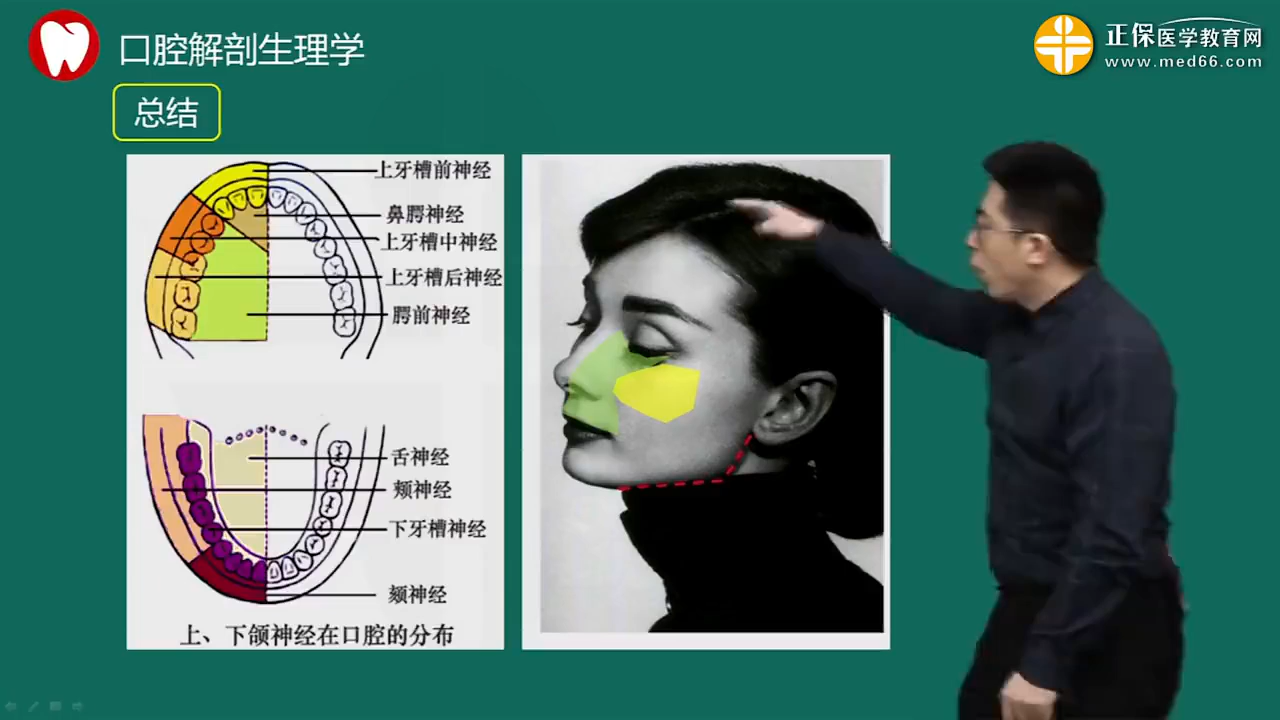 口腔解剖生理学
正保医学教育网
www.med66.com
总结
上牙槽前神经
鼻腭神经
上牙槽中神经
上牙槽后神经
腭前神经
舌神经
颊神经
下牙槽神经
颏神经
上、下颌神经在口腔的分布